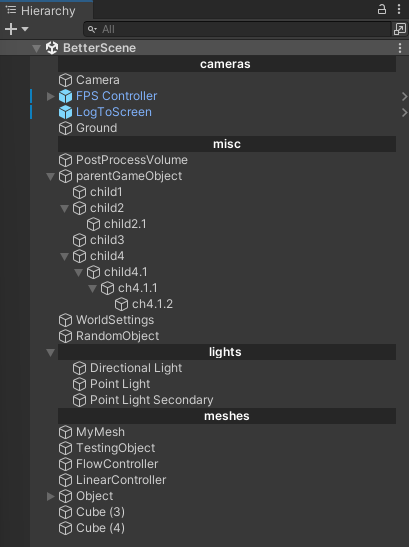 Hierarchy
All
BetterScene
cameras
Camera
FPS Controller
LogToScreen
Ground
misc
PostProcessVolume
parentGameObject
child1
child2
child2.1
child3
child4
child4.1
ch4.1.1
ch4.1.2
WorldSettings
RandomObject
lights
Directional Light
Point Light
Point Light Secondary
meshes
MyMesh
TestingObject
FlowController
LinearController
Object
Cube (3)
Cube (4)